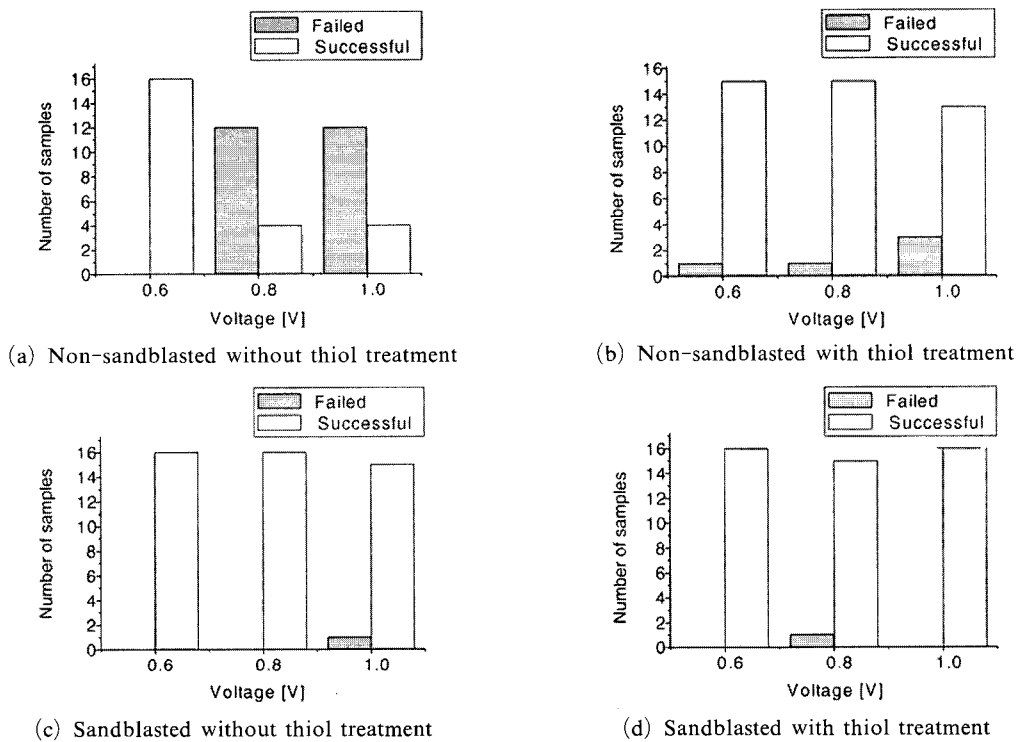 Failed
Successful
Number of samples
16
14
12
10
8
6
4
2
0
0.6 0.8 1.0
Voltage [V]
(a) Non-sandblasted without thiol treatment
Failed
Successful
Number of samples
16
14
12
10
8
6
4
2
0
0.6 0.8 1.0
Voltage [V]
(b) Non-sandblasted with thiol treatment
Failed
Successful
Number of samples
16
14
12
10
8
6
4
2
0
0.6 0.8 1.0
Voltage [V]
(c) Sandblasted without thiol treatment
Failed
Successful
Number of samples
16
14
12
10
8
6
4
2
0
0.6 0.8 1.0
Voltage [V]
(d) Sandblasted with thiol treatment